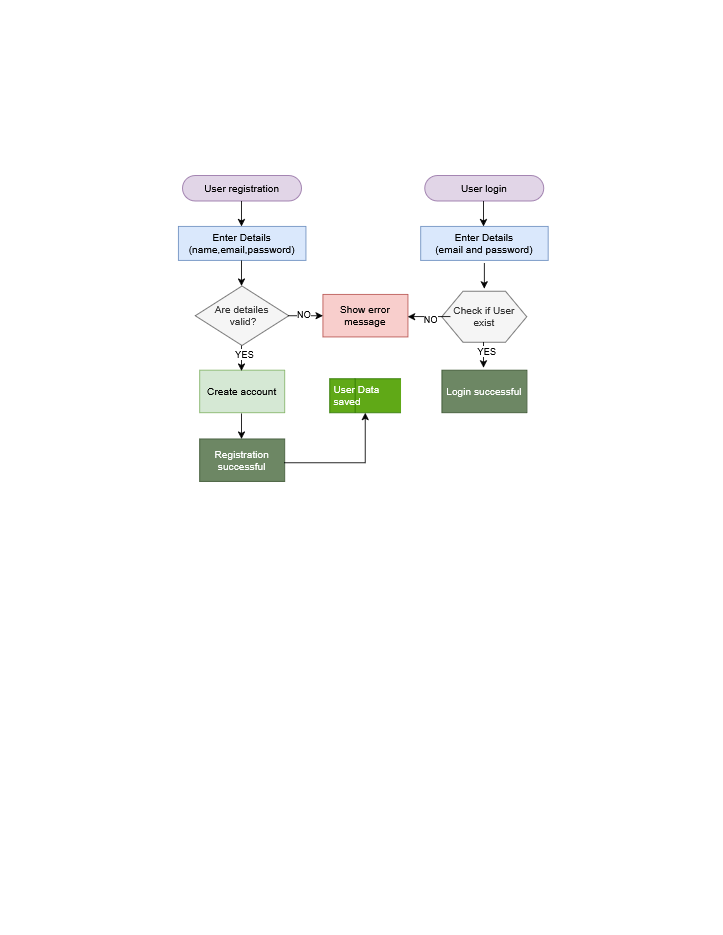 User registration
User login
Enter Details
(name,email,password)
Enter Details
(email and password)
Are detailes
valid?
NO
Show error
message
NO
Check if User
exist
YES
YES
Create account
User Data
saved
Login successful
Registration
successful